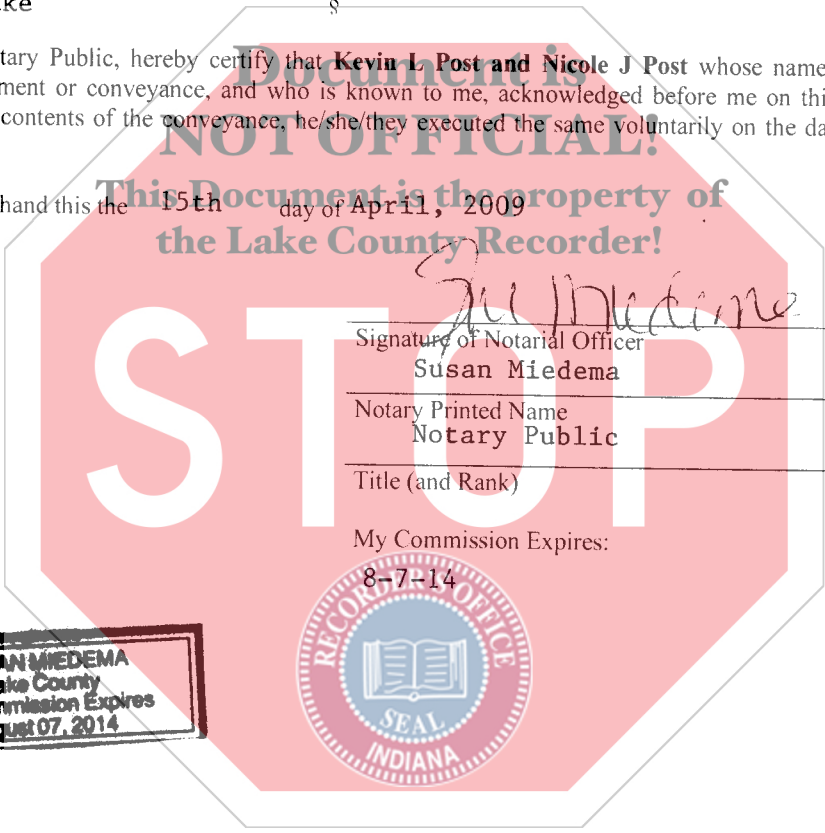 ke
§
tary Public, hereby certify that Kevin L Post and Nicole J Post whose name
Document is
ment or conveyance, and who is known to me, acknowledged before me on thi
contents of the conveyance, he/she/they executed the same voluntarily on the da
NOT OFFICIAL!
This Document is the property of
hand this the 15th day of April, 2009
the Lake County Recorder!
STOP
Signature of Notarial Officer
Susan Miedema
Notary Printed Name
Notary Public
Title (and Rank)
My Commission Expires:
8-7-14
RECORDER'S OFFICE
SEAL
INDIANA
AN MIEDEMA
ke County
mmission Expires
ust 07, 2014